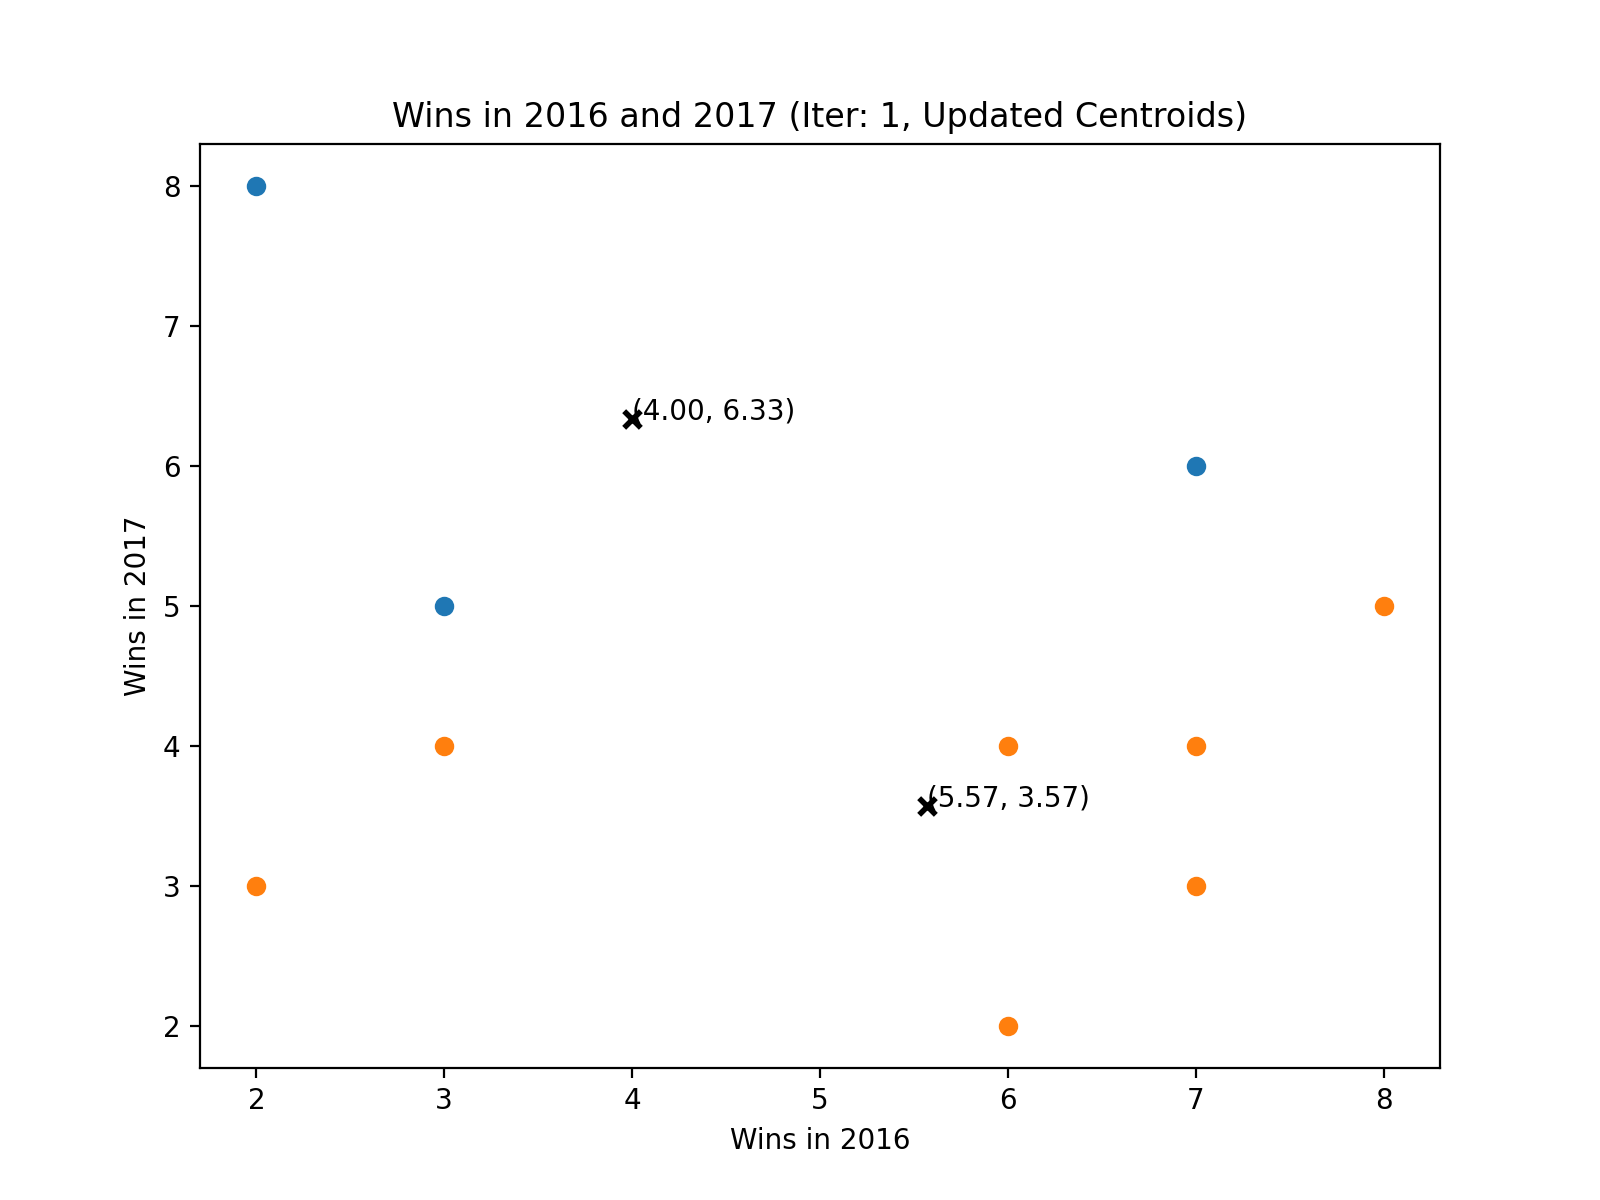 Wins in 2016 and 2017 (Iter: 1, Updated Centroids)
8
7
6
5
4
3
2
Wins in 2017
(4.00, 6.33)
(5.57, 3.57)
2 3 4 5 6 7 8
Wins in 2016